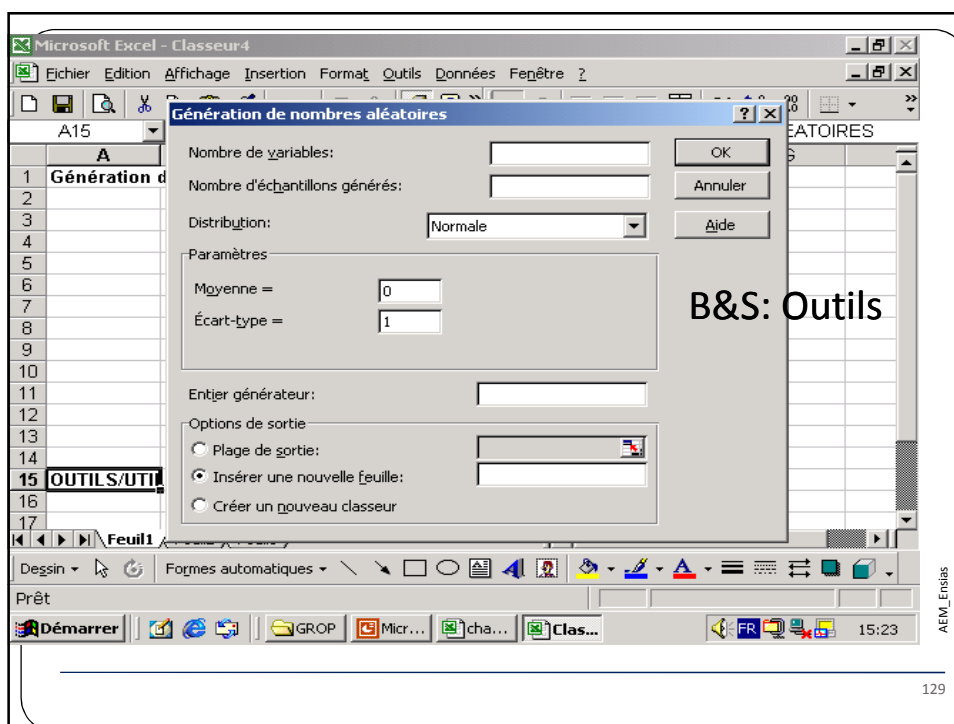 Microsoft Excel - Classeur4
Fichier Edition Affichage Insertion Format Outils Données Fenêtre ?
A15
Génération de nombres aléatoires
EATOIRES
A
1 Génération d
2
3
4
5
6
7
8
9
10
11
12
13
14
15 OUTILS/UTI
16
17
Nombre de variables:
OK
Nombre d'échantillons générés:
Annuler
Distribution:
Normale
Aide
Paramètres
Moyenne =
0
Écart-type =
1
B&S: Outils
Entier générateur:
Options de sortie
Plage de sortie:
Insérer une nouvelle feuille:
Créer un nouveau classeur
Feuil1
Dessin
Formes automatiques
A
Prêt
Démarrer
GROP
Micr...
cha...
Clas...
FR
15:23
AEM_Ensias
129